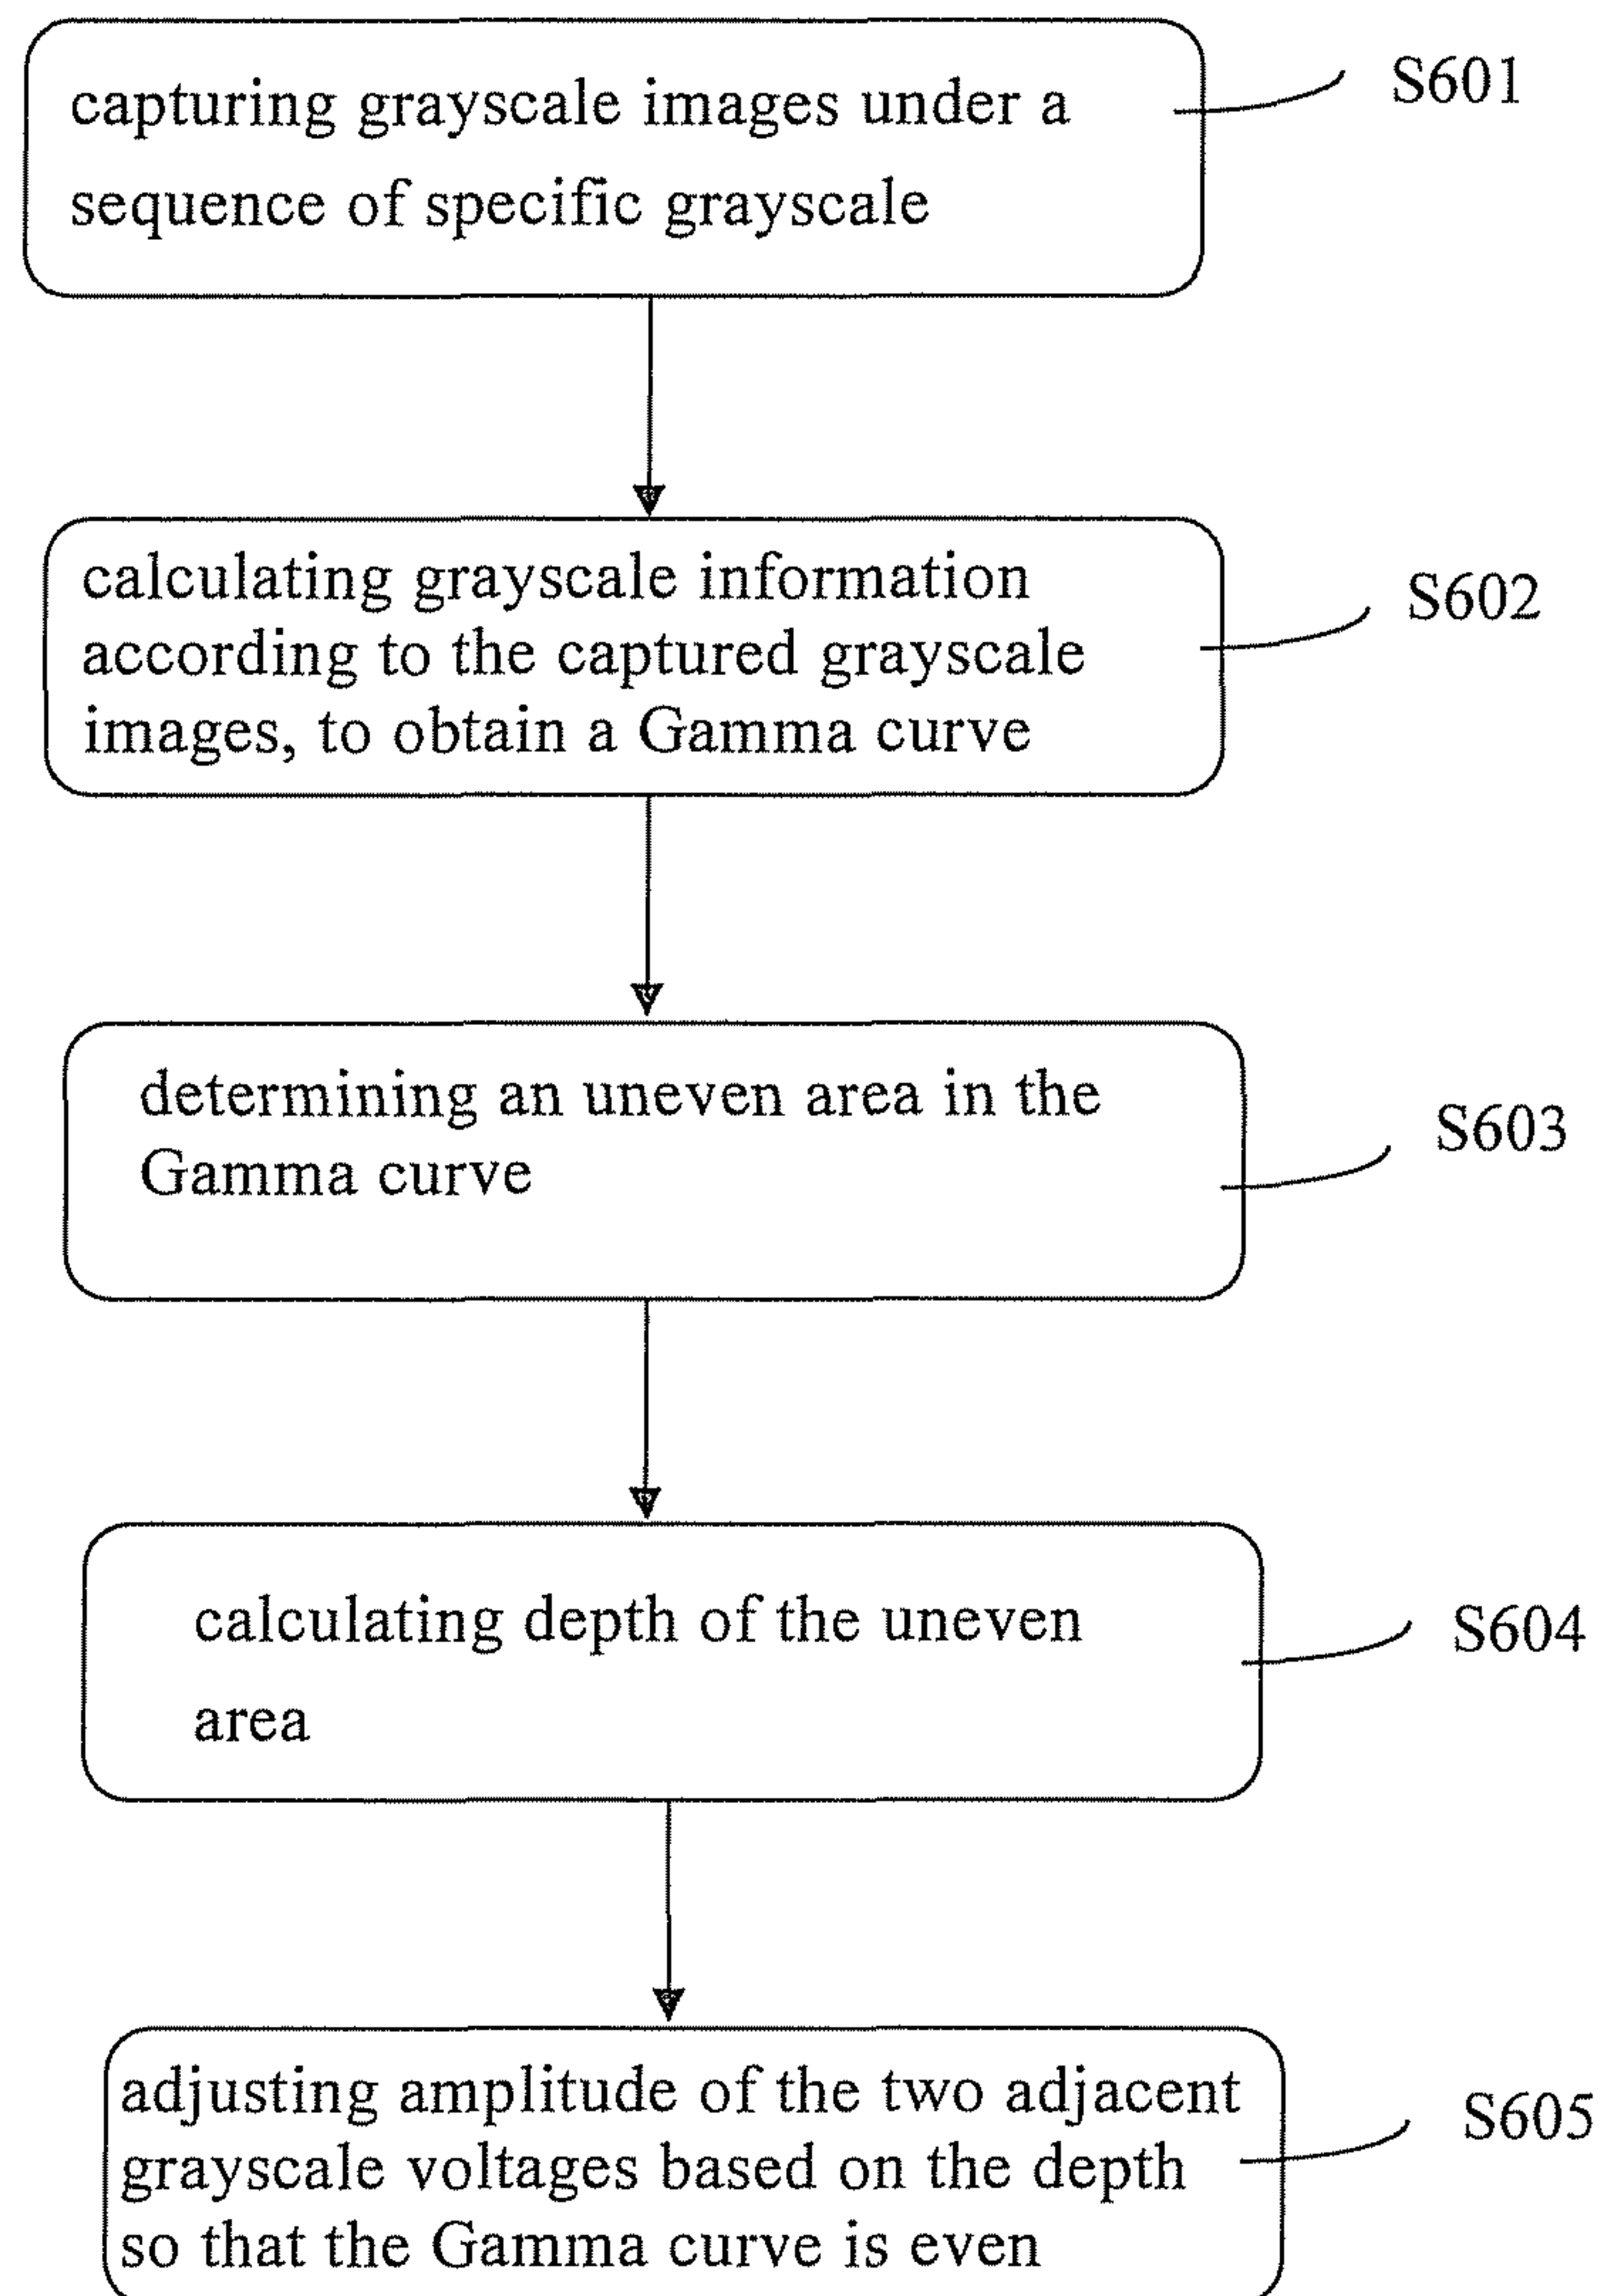 capturing grayscale images under a
sequence of specific grayscale
S601
calculating grayscale information
according to the captured grayscale
images, to obtain a Gamma curve
S602
determining an uneven area in the
Gamma curve
S603
calculating depth of the uneven
area
S604
adjusting amplitude of the two adjacent
grayscale voltages based on the depth
so that the Gamma curve is even
S605